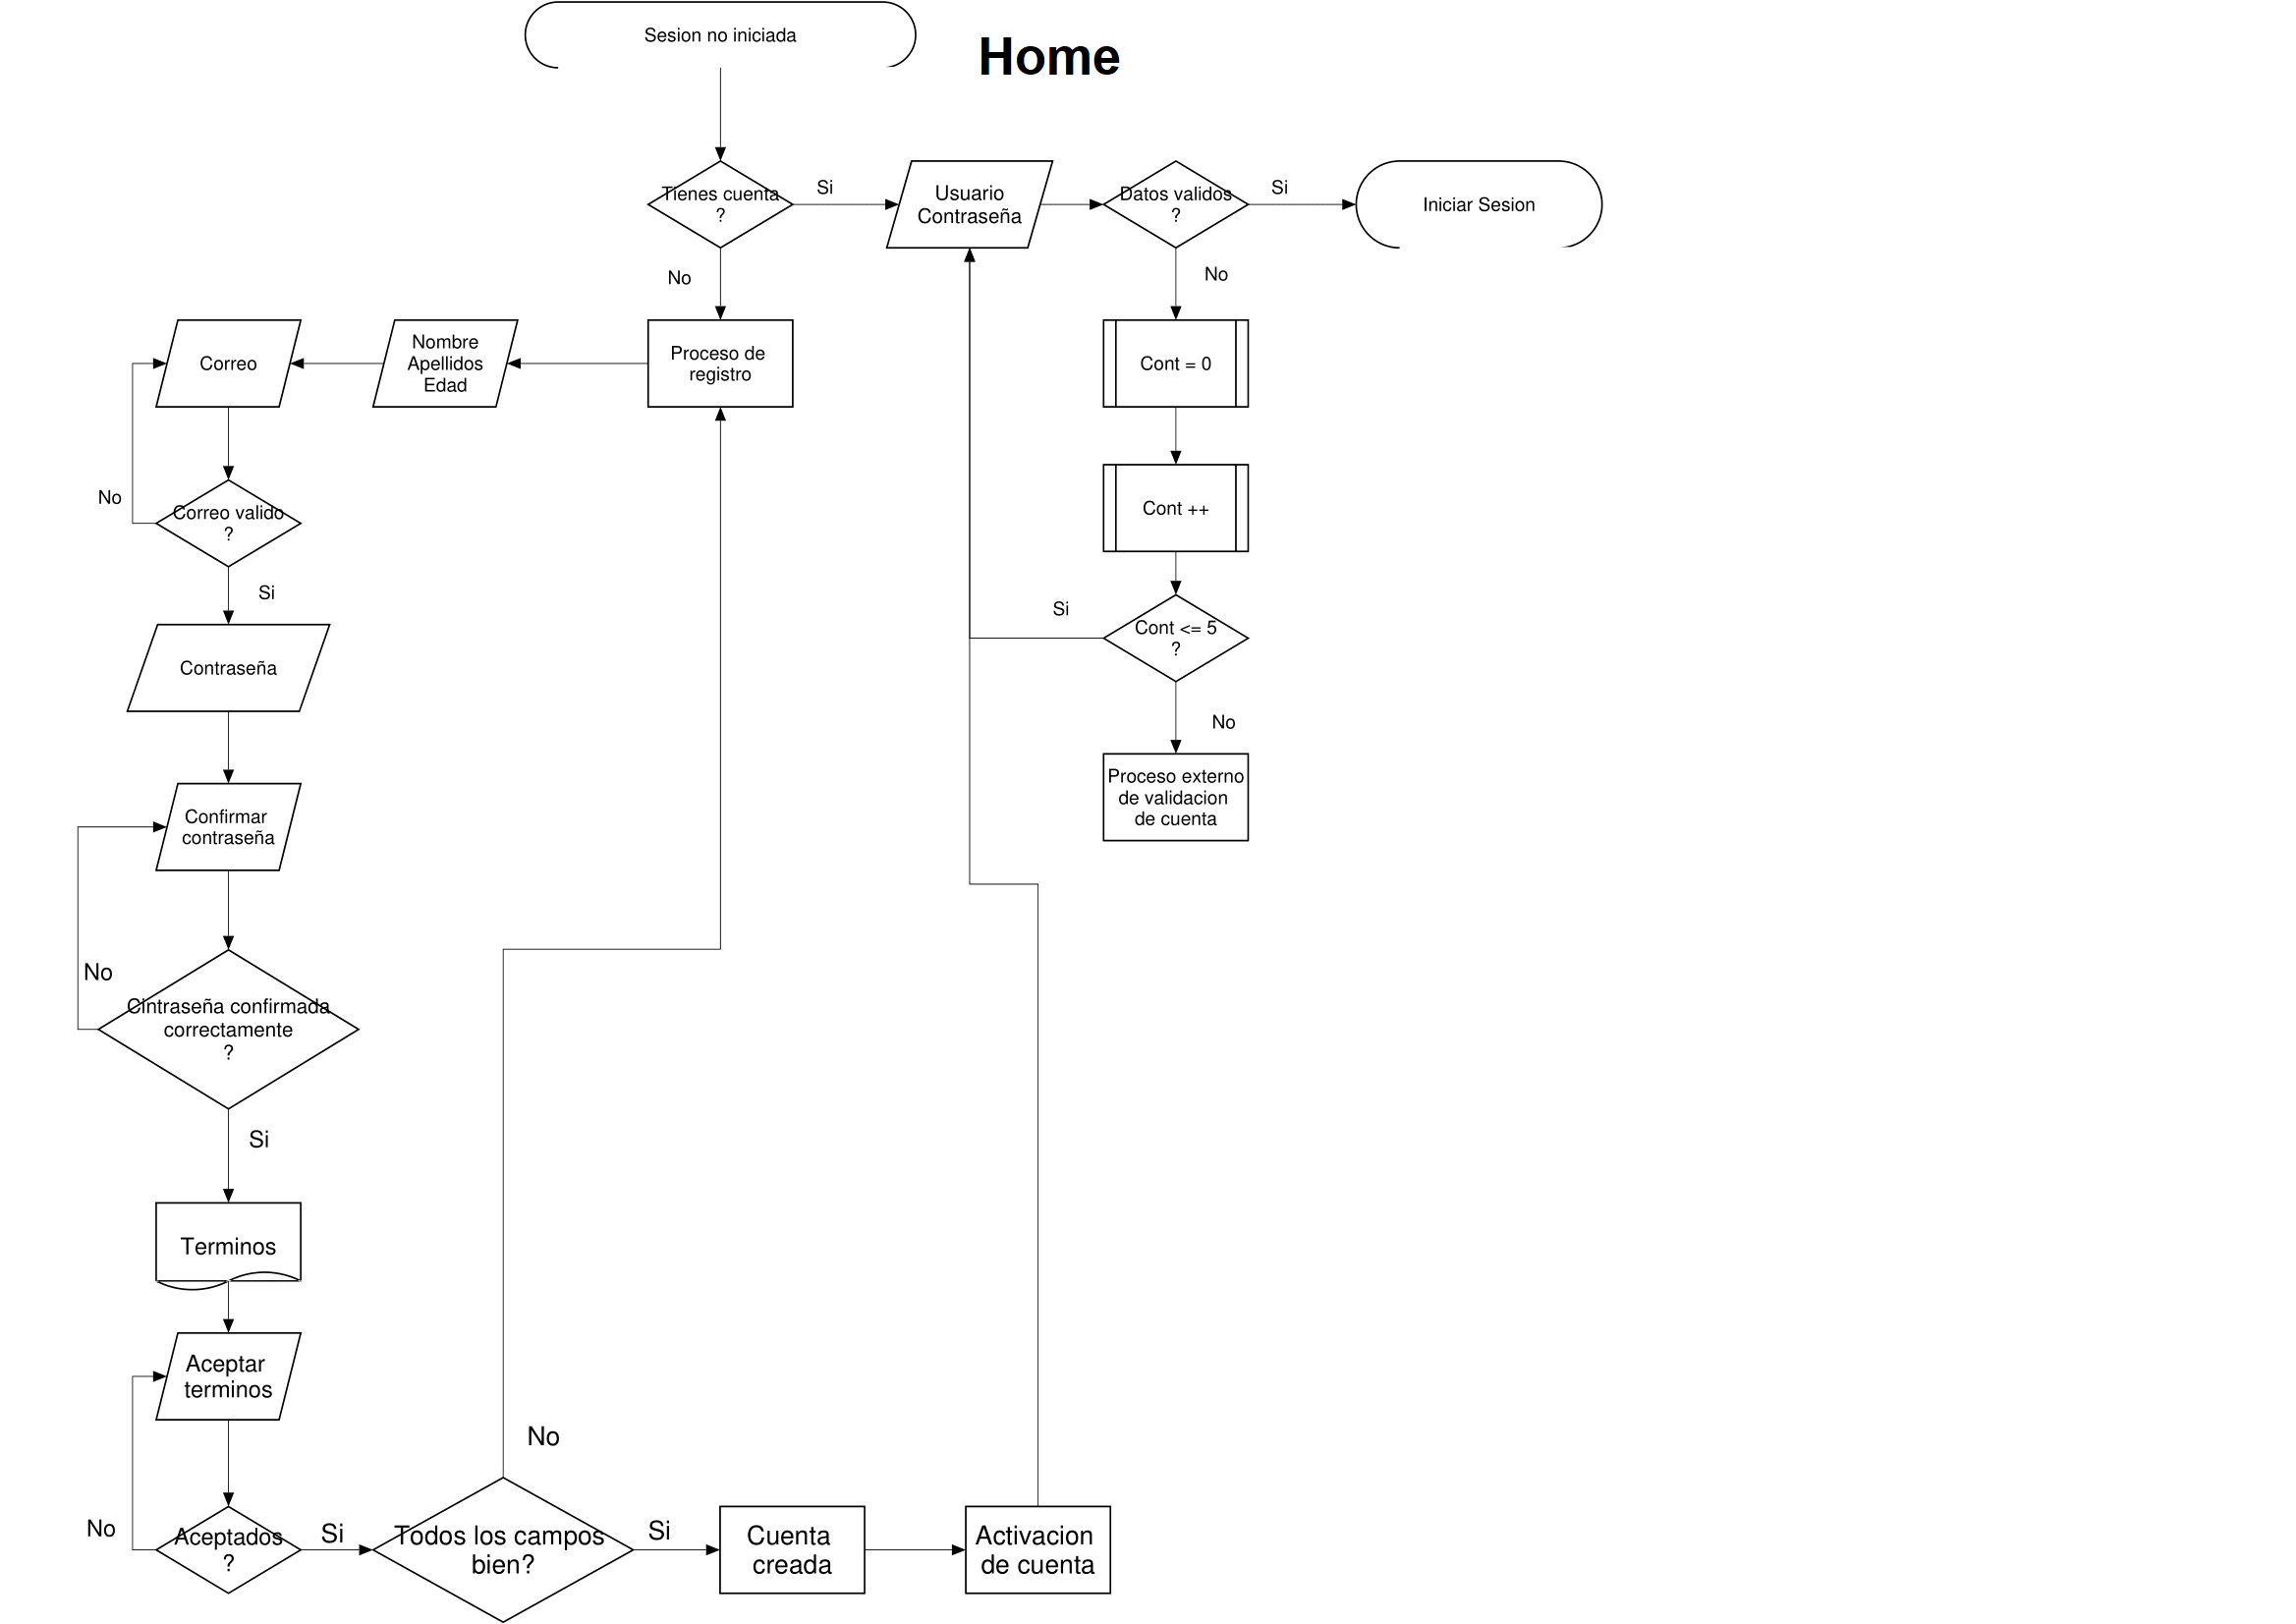 Sesion no iniciada
Home
Tienes cuenta
?
Si
Usuario
Contraseña
Datos validos
?
Si
Iniciar Sesion
No
No
Correo
Nombre
Apellidos
Edad
Proceso de
registro
Cont = 0
No
Correo valido
?
Cont ++
Si
Si
Cont <= 5
?
Contraseña
No
Proceso externo
de validacion
de cuenta
Confirmar
contraseña
No
Cintraseña confirmada
correctamente
?
Si
Terminos
Aceptar
terminos
No
No
Aceptados
?
Si
Todos los campos
bien?
Si
Cuenta
creada
Activacion
de cuenta